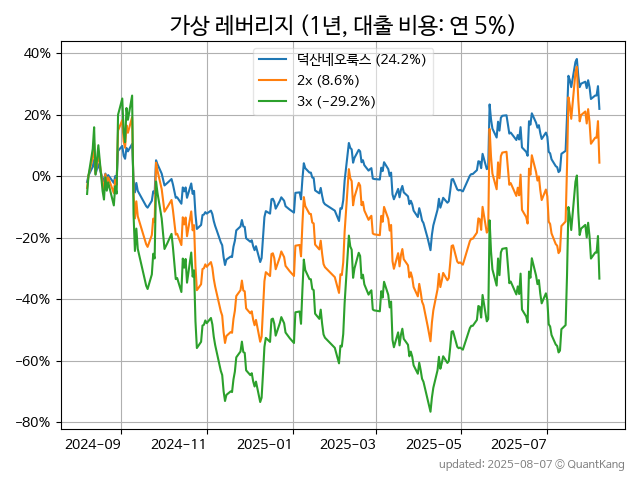 가상 레버리지 (1년, 대출 비용: 연 5%)
덕산네오룩스 (24.2%)
2x (8.6%)
3x (−29.2%)
40%
20%
0%
−20%
−40%
−60%
−80%
2024-09
2024-11
2025-01
2025-03
2025-05
2025-07
updated: 2025-08-07 © QuantKang